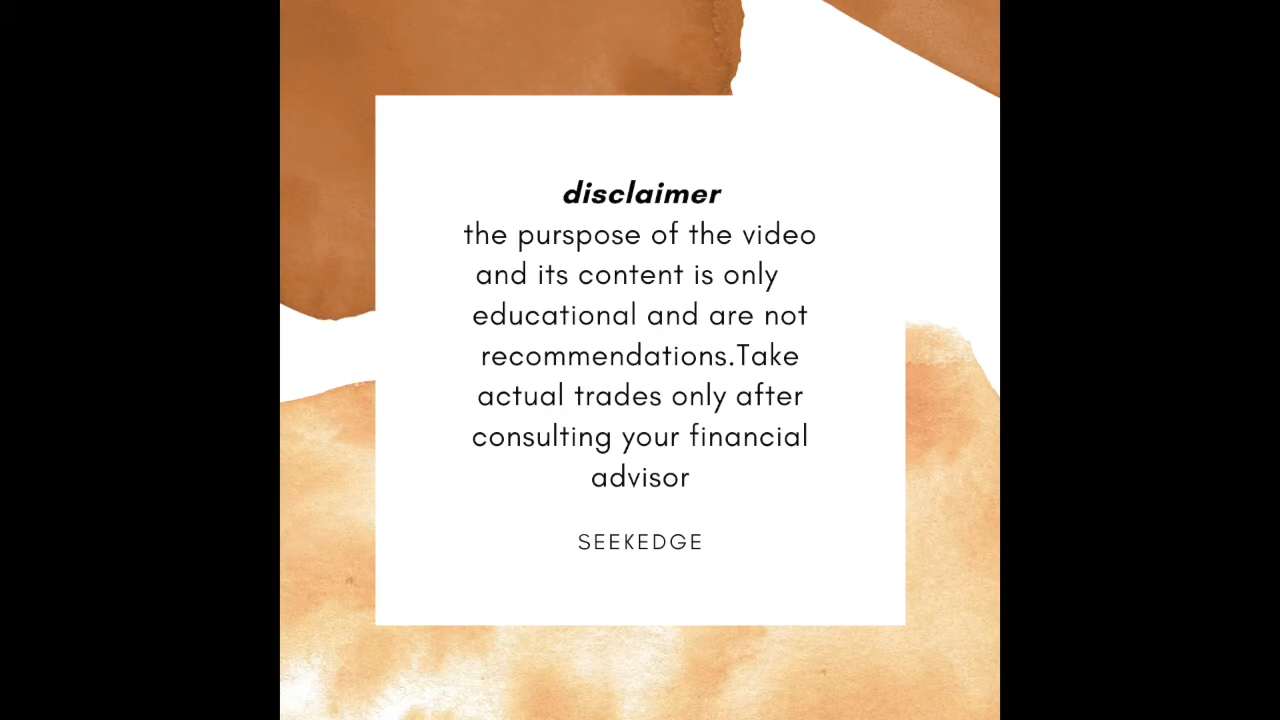 disclaimer
the purspose of the video
and its content is only
educational and are not
recommendations.Take
actual trades only after
consulting your financial
advisor
SEEKEDGE